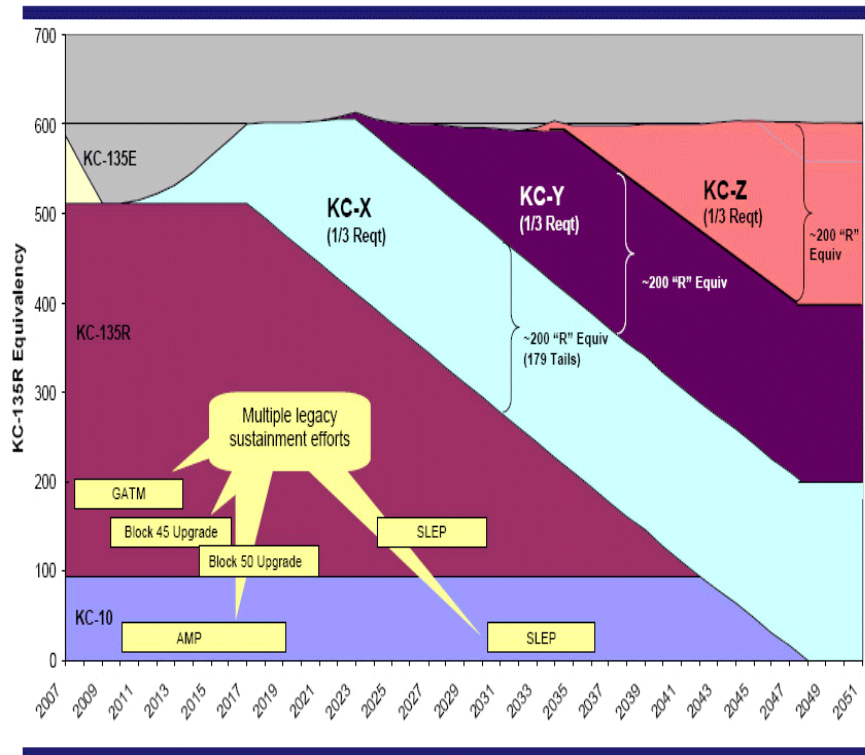 700
600
500
400
300
200
100
0
KC-135R Equivalency
KC-135E
KC-X
(1/3 Reqt)
KC-Y
(1/3 Reqt)
KC-Z
(1/3 Reqt)
~200 “R”
Equiv
~200 “R” Equiv
~200 “R” Equiv
(179 Tails)
KC-135R
Multiple legacy
sustainment efforts
GATM
Block 45 Upgrade
SLEP
Block 50 Upgrade
KC-10
AMP
SLEP
2007
2009
2011
2013
2015
2017
2019
2021
2023
2025
2027
2029
2031
2033
2035
2037
2039
2041
2043
2045
2047
2049
2051